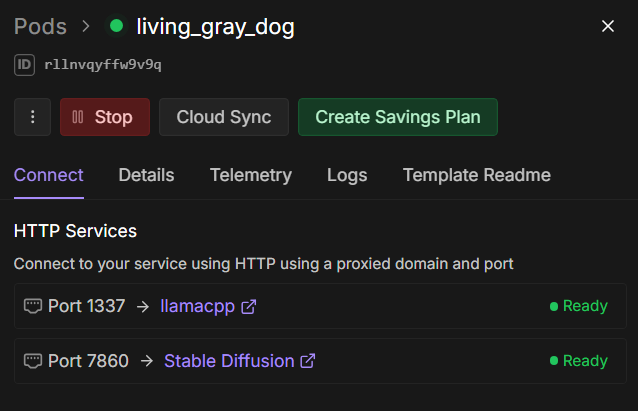 Pods > living_gray_dog
ID rllnvqyffw9v9q
Stop Cloud Sync Create Savings Plan
Connect Details Telemetry Logs Template Readme
HTTP Services
Connect to your service using HTTP using a proxied domain and port
Port 1337 → llamacpp Ready
Port 7860 → Stable Diffusion Ready